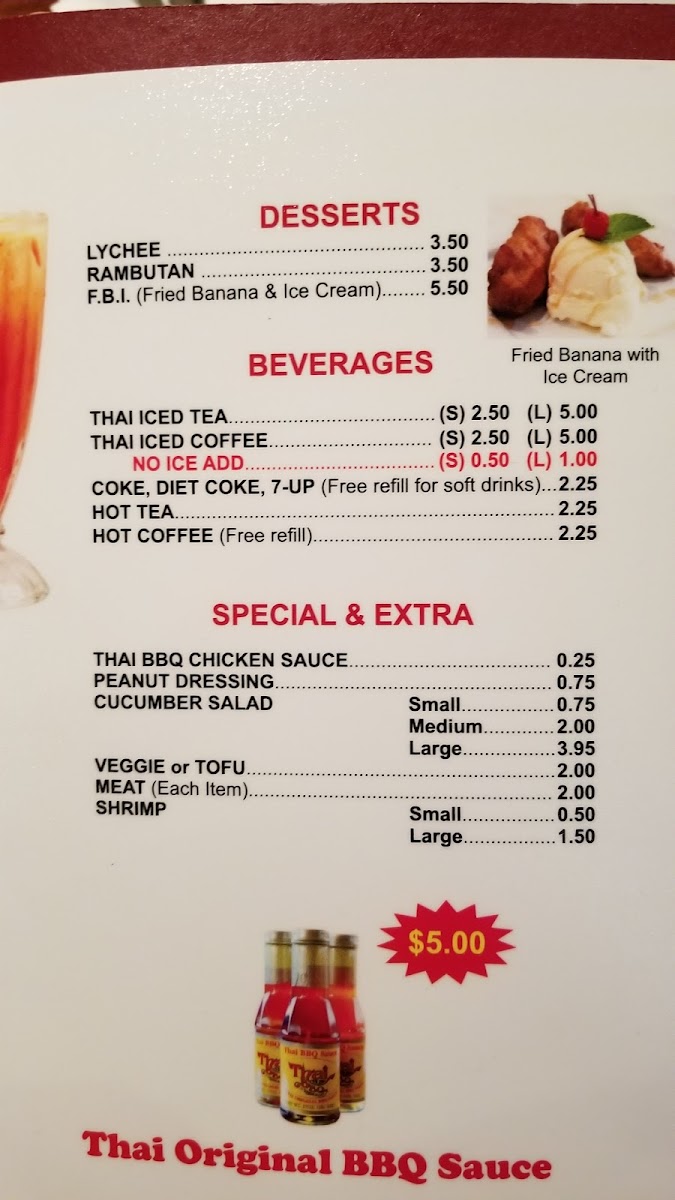 DESSERTS
LYCHEE ........................................ 3.50
RAMBUTAN .................................... 3.50
F.B.I. (Fried Banana & Ice Cream)........ 5.50
Fried Banana with
Ice Cream
BEVERAGES
THAI ICED TEA.................................. (S) 2.50 (L) 5.00
THAI ICED COFFEE........................... (S) 2.50 (L) 5.00
NO ICE ADD............................... (S) 0.50 (L) 1.00
COKE, DIET COKE, 7-UP (Free refill for soft drinks)...2.25
HOT TEA............................................................ 2.25
HOT COFFEE (Free refill)...................................... 2.25
SPECIAL & EXTRA
THAI BBQ CHICKEN SAUCE................................ 0.25
PEANUT DRESSING............................................ 0.75
CUCUMBER SALAD Small...............0.75
Medium............2.00
Large................3.95
VEGGIE or TOFU................................................. 2.00
MEAT (Each Item)................................................ 2.00
SHRIMP Small...............0.50
Large................1.50
$5.00
Thai BBQ Sauce
Thai
BBQ
Thai Original BBQ Sauce